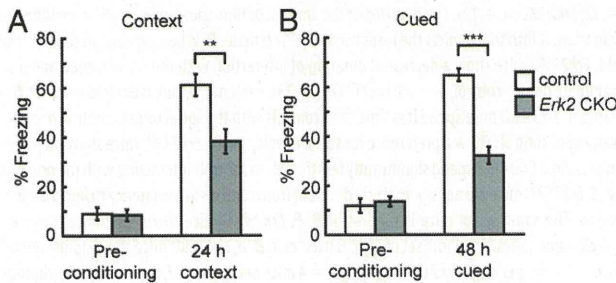 A
Context
% Freezing
80
60
40
20
0
**
Pre-
conditioning
24 h
context
B
Cued
% Freezing
80
60
40
20
0
***
Pre-
conditioning
48 h
cued
control
Erk2 CKO